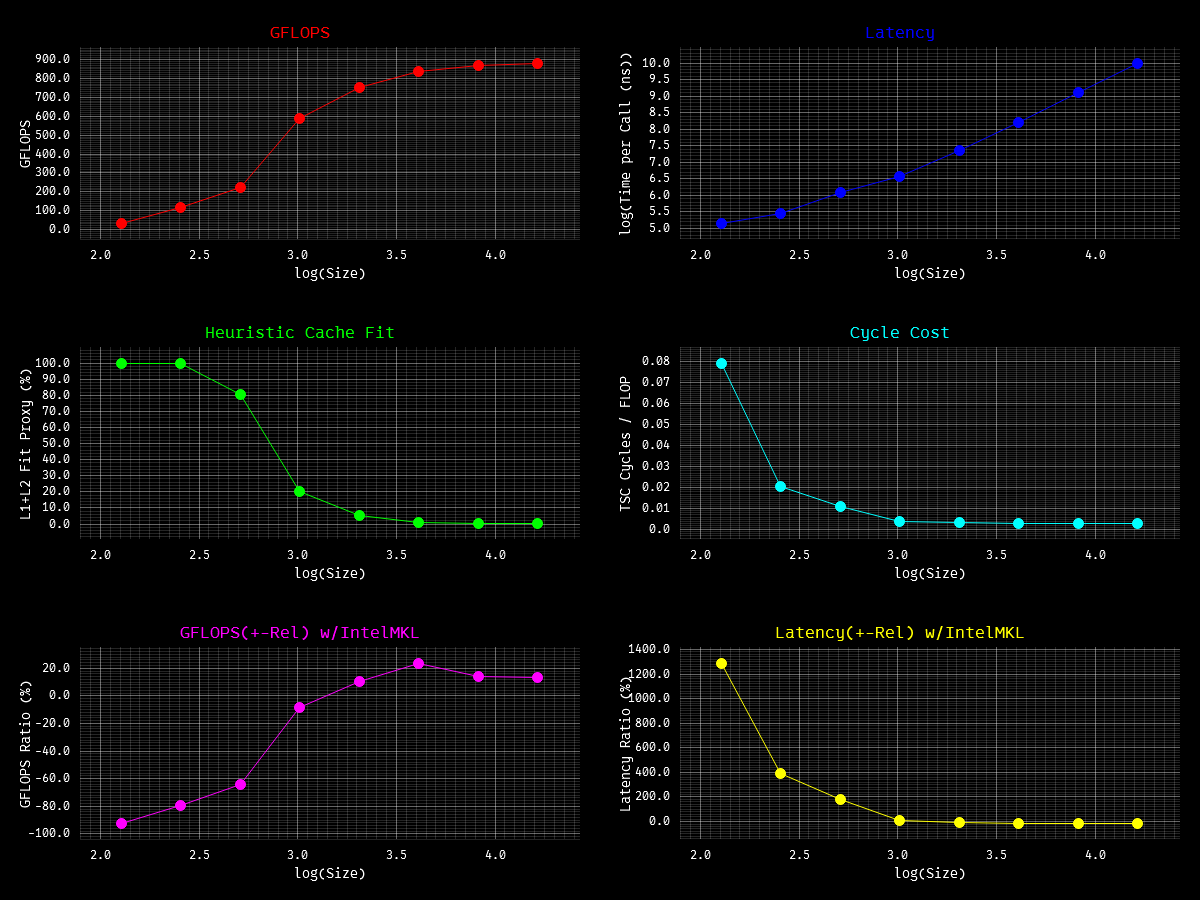 GFLOPS
GFLOPS
900.0
800.0
700.0
600.0
500.0
400.0
300.0
200.0
100.0
0.0
2.0 2.5 3.0 3.5 4.0
log(Size)
Latency
log(Time per Call (ns))
10.0
9.5
9.0
8.5
8.0
7.5
7.0
6.5
6.0
5.5
5.0
2.0 2.5 3.0 3.5 4.0
log(Size)
Heuristic Cache Fit
L1+L2 Fit Proxy (%)
100.0
90.0
80.0
70.0
60.0
50.0
40.0
30.0
20.0
10.0
0.0
2.0 2.5 3.0 3.5 4.0
log(Size)
Cycle Cost
TSC Cycles / FLOP
0.08
0.07
0.06
0.05
0.04
0.03
0.02
0.01
0.0
2.0 2.5 3.0 3.5 4.0
log(Size)
GFLOPS(+-Rel) w/IntelMKL
GFLOPS Ratio (%)
20.0
0.0
-20.0
-40.0
-60.0
-80.0
-100.0
2.0 2.5 3.0 3.5 4.0
log(Size)
Latency(+-Rel) w/IntelMKL
Latency Ratio (%)
1400.0
1200.0
1000.0
800.0
600.0
400.0
200.0
0.0
2.0 2.5 3.0 3.5 4.0
log(Size)